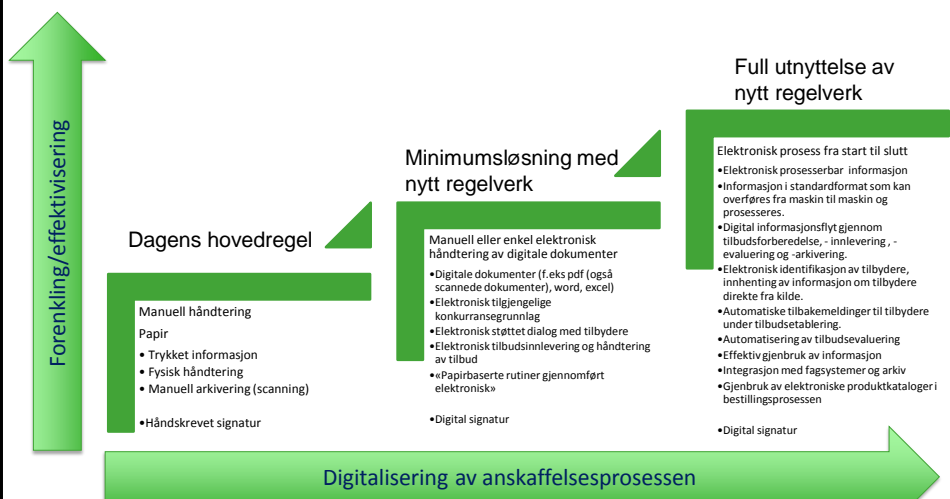 Forenkling/effektivisering
Dagens hovedregel
Manuell håndtering
Papir
• Trykket informasjon
• Fysisk håndtering
• Manuell arkivering (scanning)
•Håndskrevet signatur
Minimumsløsning med
nytt regelverk
Manuell eller enkel elektronisk
håndtering av digitale dokumenter
•Digitale dokumenter (f.eks pdf (også
scannede dokumenter), word, excel)
•Elektronisk tilgjengelige
konkurransegrunnlag
•Elektronisk støttet dialog med tilbydere
•Elektronisk tilbudsinnlevering og håndtering
av tilbud
•«Papirbaserte rutiner gjennomført
elektronisk»
•Digital signatur
Full utnyttelse av
nytt regelverk
Elektronisk prosess fra start til slutt
•Elektronisk prosesserbar informasjon
•Informasjon i standardformat som kan
overføres fra maskin til maskin og
prosesseres.
•Digital informasjonsflyt gjennom
tilbudsforberedelse, - innlevering , -
evaluering og -arkivering.
•Elektronisk identifikasjon av tilbydere,
innhenting av informasjon om tilbydere
direkte fra kilde.
•Automatiske tilbakemeldinger til tilbydere
under tilbudsetablering.
•Automatisering av tilbudsevaluering
•Effektiv gjenbruk av informasjon
•Integrasjon med fagsystemer og arkiv
•Gjenbruk av elektroniske produktkataloger i
bestillingsprosessen
•Digital signatur
Digitalisering av anskaffelsesprosessen